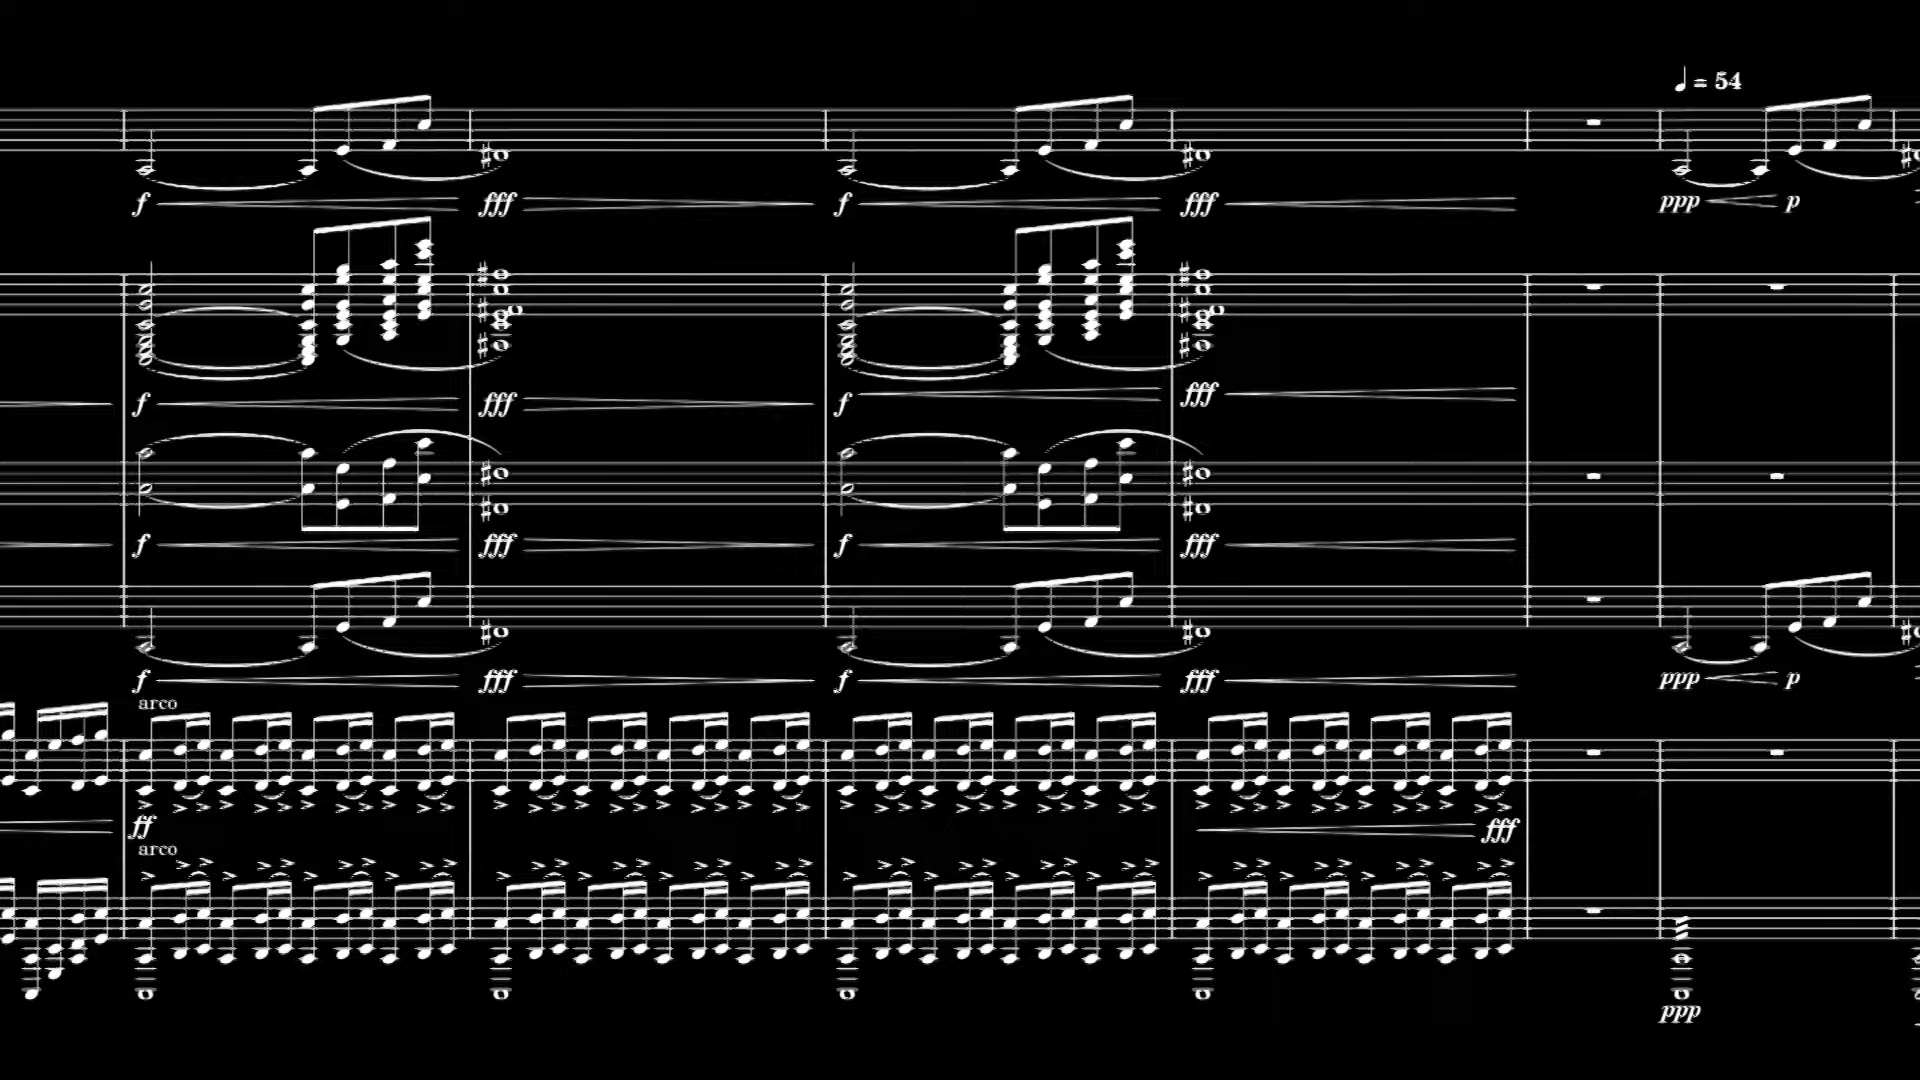 ♩ = 54
f fff f fff ppp p
f fff f fff
f fff f fff
f fff f fff ppp p
arco
ff fff
arco
ppp